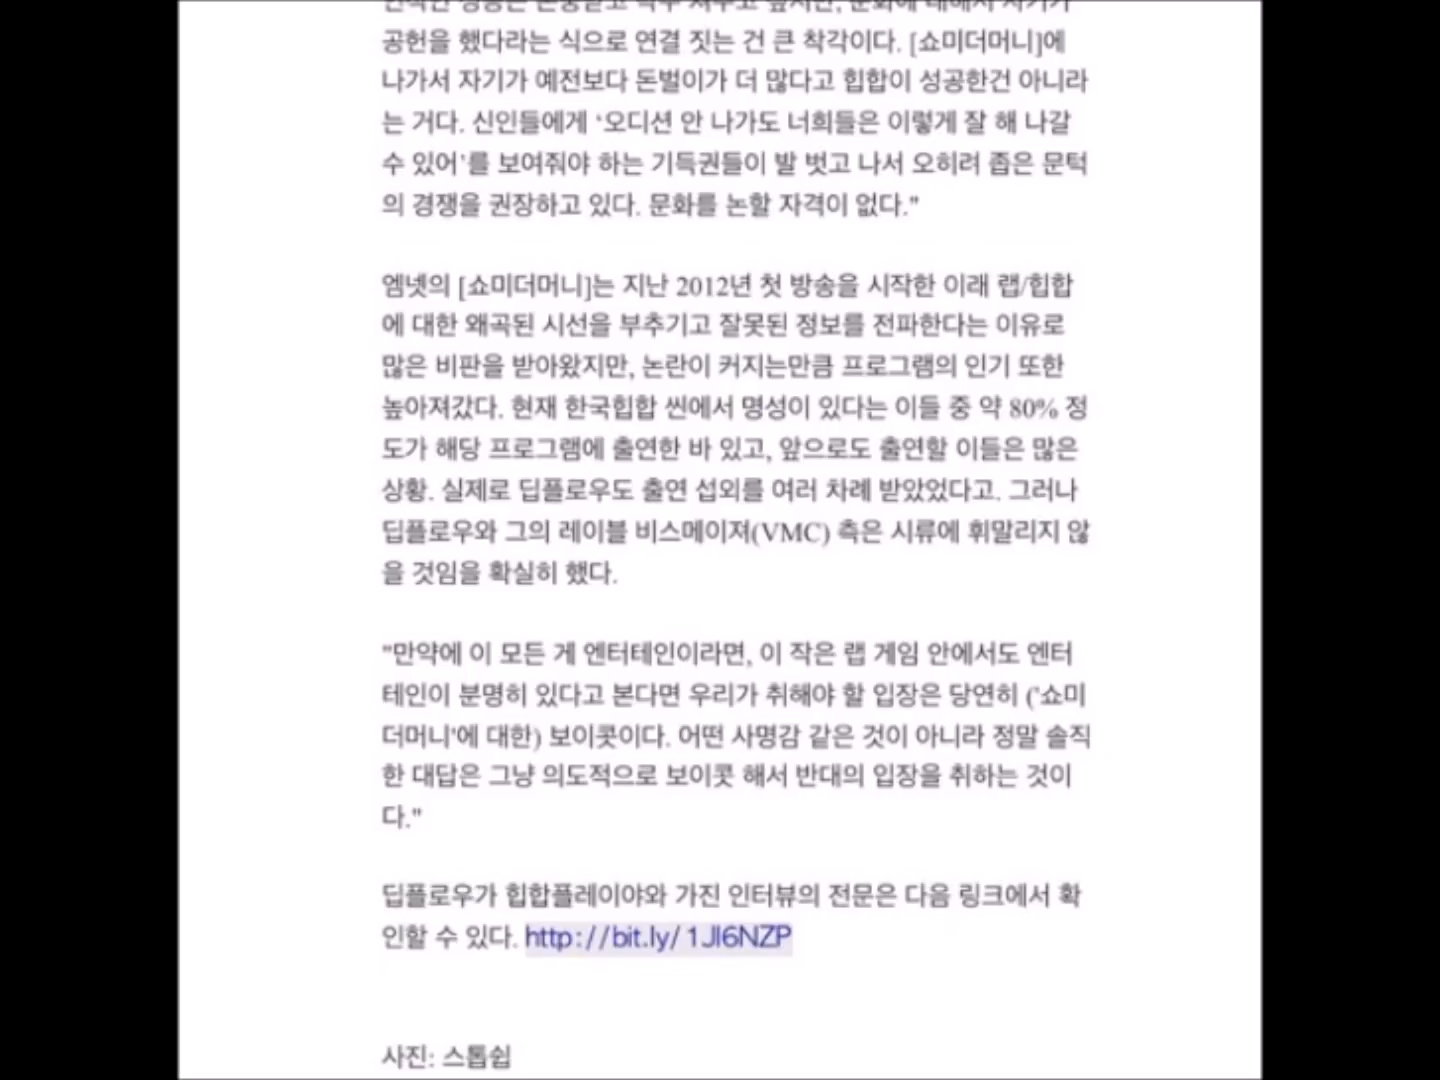 공헌을 했다라는 식으로 연결 짓는 건 큰 착각이다. [쇼미더머니]에
나가서 자기가 예전보다 돈벌이가 더 많다고 힙합이 성공한건 아니라
는 거다. 신인들에게 '오디션 안 나가도 너희들은 이렇게 잘 해 나갈
수 있어'를 보여줘야 하는 기득권들이 발 벗고 나서 오히려 좁은 문턱
의 경쟁을 권장하고 있다. 문화를 논할 자격이 없다."
엠넷의 [쇼미더머니]는 지난 2012년 첫 방송을 시작한 이래 랩/힙합
에 대한 왜곡된 시선을 부추기고 잘못된 정보를 전파한다는 이유로
많은 비판을 받아왔지만, 논란이 커지는만큼 프로그램의 인기 또한
높아져갔다. 현재 한국힙합 씬에서 명성이 있다는 이들 중 약 80% 정
도가 해당 프로그램에 출연한 바 있고, 앞으로도 출연할 이들은 많은
상황. 실제로 딥플로우도 출연 섭외를 여러 차례 받았었다고. 그러나
딥플로우와 그의 레이블 비스메이져(VMC) 측은 시류에 휘말리지 않
을 것임을 확실히 했다.
"만약에 이 모든 게 엔터테인이라면, 이 작은 랩 게임 안에서도 엔터
테인이 분명히 있다고 본다면 우리가 취해야 할 입장은 당연히 ('쇼미
더머니'에 대한) 보이콧이다. 어떤 사명감 같은 것이 아니라 정말 솔직
한 대답은 그냥 의도적으로 보이콧 해서 반대의 입장을 취하는 것이
다."
딥플로우가 힙합플레이야와 가진 인터뷰의 전문은 다음 링크에서 확
인할 수 있다. http://bit.ly/1Jl6NZP
사진: 스톱쉽